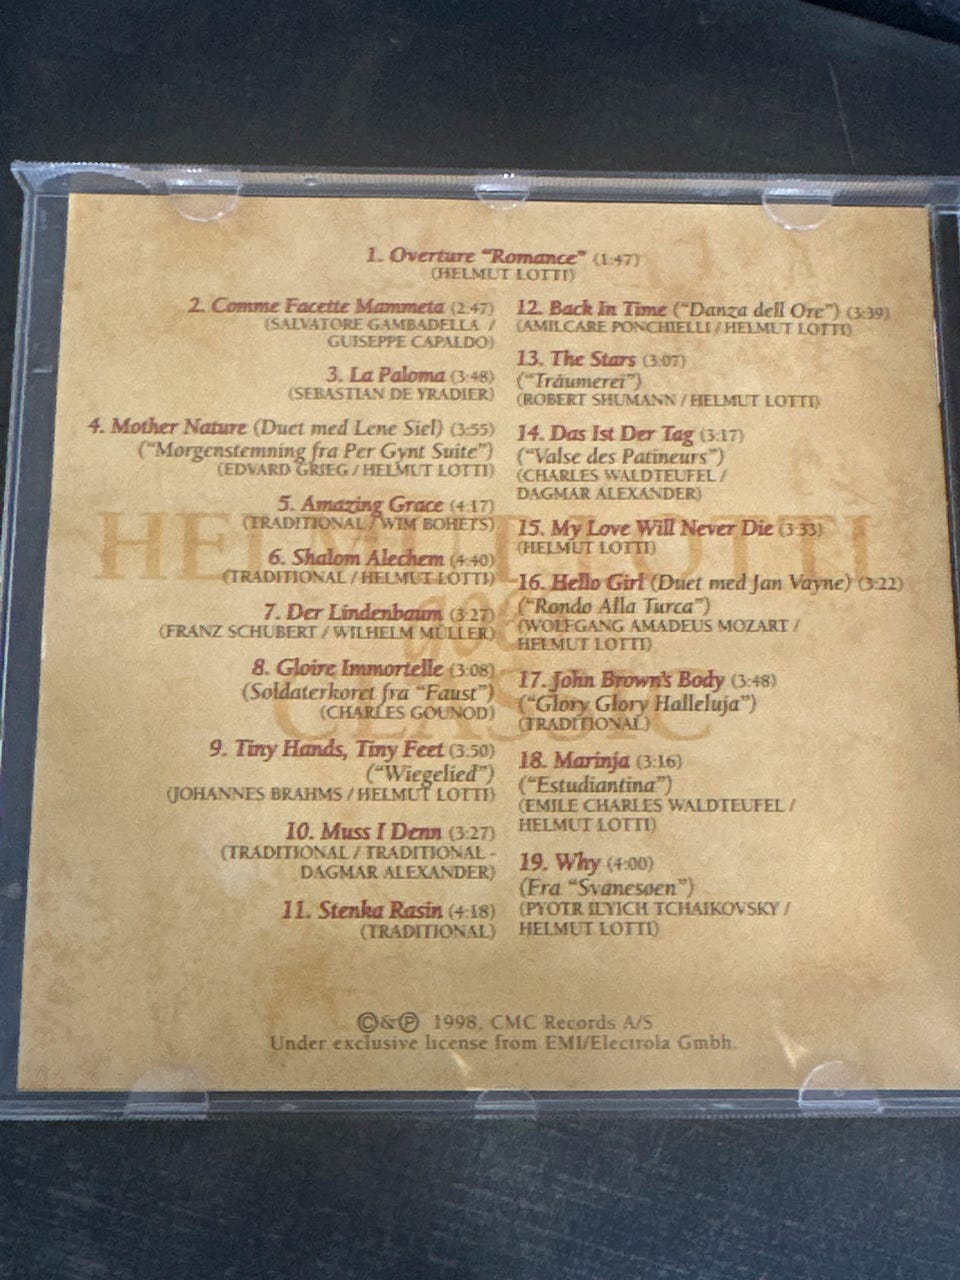 1. Overture "Romance" (1:47)
(HELMUT LOTTI)
2. Comme Facette Mammeta (2:47)
(SALVATORE GAMBADELLA /
GUISEPPE CAPALDO)
3. La Paloma (3:48)
(SEBASTIAN DE YRADIER)
4. Mother Nature (Duet med Lene Siel) (3:55)
("Morgenstemning fra Per Gynt Suite")
(EDVARD GRIEG / HELMUT LOTTI)
5. Amazing Grace (4:17)
(TRADITIONAL / WIM BOHETS)
6. Shalom Alechem (4:40)
(TRADITIONAL / HELMUT LOTTI)
7. Der Lindenbaum (3:27)
(FRANZ SCHUBERT / WILHELM MÜLLER)
8. Gloire Immortelle (3:08)
(Soldaterkoret fra "Faust")
(CHARLES GOUNOD)
9. Tiny Hands, Tiny Feet (3:50)
("Wiegelied")
(JOHANNES BRAHMS / HELMUT LOTTI)
10. Muss I Denn (3:27)
(TRADITIONAL / TRADITIONAL -
DAGMAR ALEXANDER)
11. Stenka Rasin (4:18)
(TRADITIONAL)
12. Back In Time ("Danza dell Ore") (3:39)
(AMILCARE PONCHIELLI / HELMUT LOTTI)
13. The Stars (3:07)
("Träumerei")
(ROBERT SHUMANN / HELMUT LOTTI)
14. Das Ist Der Tag (3:17)
("Valse des Patineurs")
(CHARLES WALDTEUFEL /
DAGMAR ALEXANDER)
15. My Love Will Never Die (3:33)
(HELMUT LOTTI)
16. Hello Girl (Duet med Jan Vayne) (3:22)
("Rondo Alla Turca")
(WOLFGANG AMADEUS MOZART /
HELMUT LOTTI)
17. John Brown's Body (3:48)
("Glory Glory Halleluja")
(TRADITIONAL)
18. Marinja (3:16)
("Estudiantina")
(EMILE CHARLES WALDTEUFEL /
HELMUT LOTTI)
19. Why (4:00)
(Fra "Svanesøen")
(PYOTR ILYICH TCHAIKOVSKY /
HELMUT LOTTI)
HELMUT LOTTI
goes
CLASSIC
©&℗ 1998, CMC Records A/S
Under exclusive license from EMI/Electrola Gmbh.